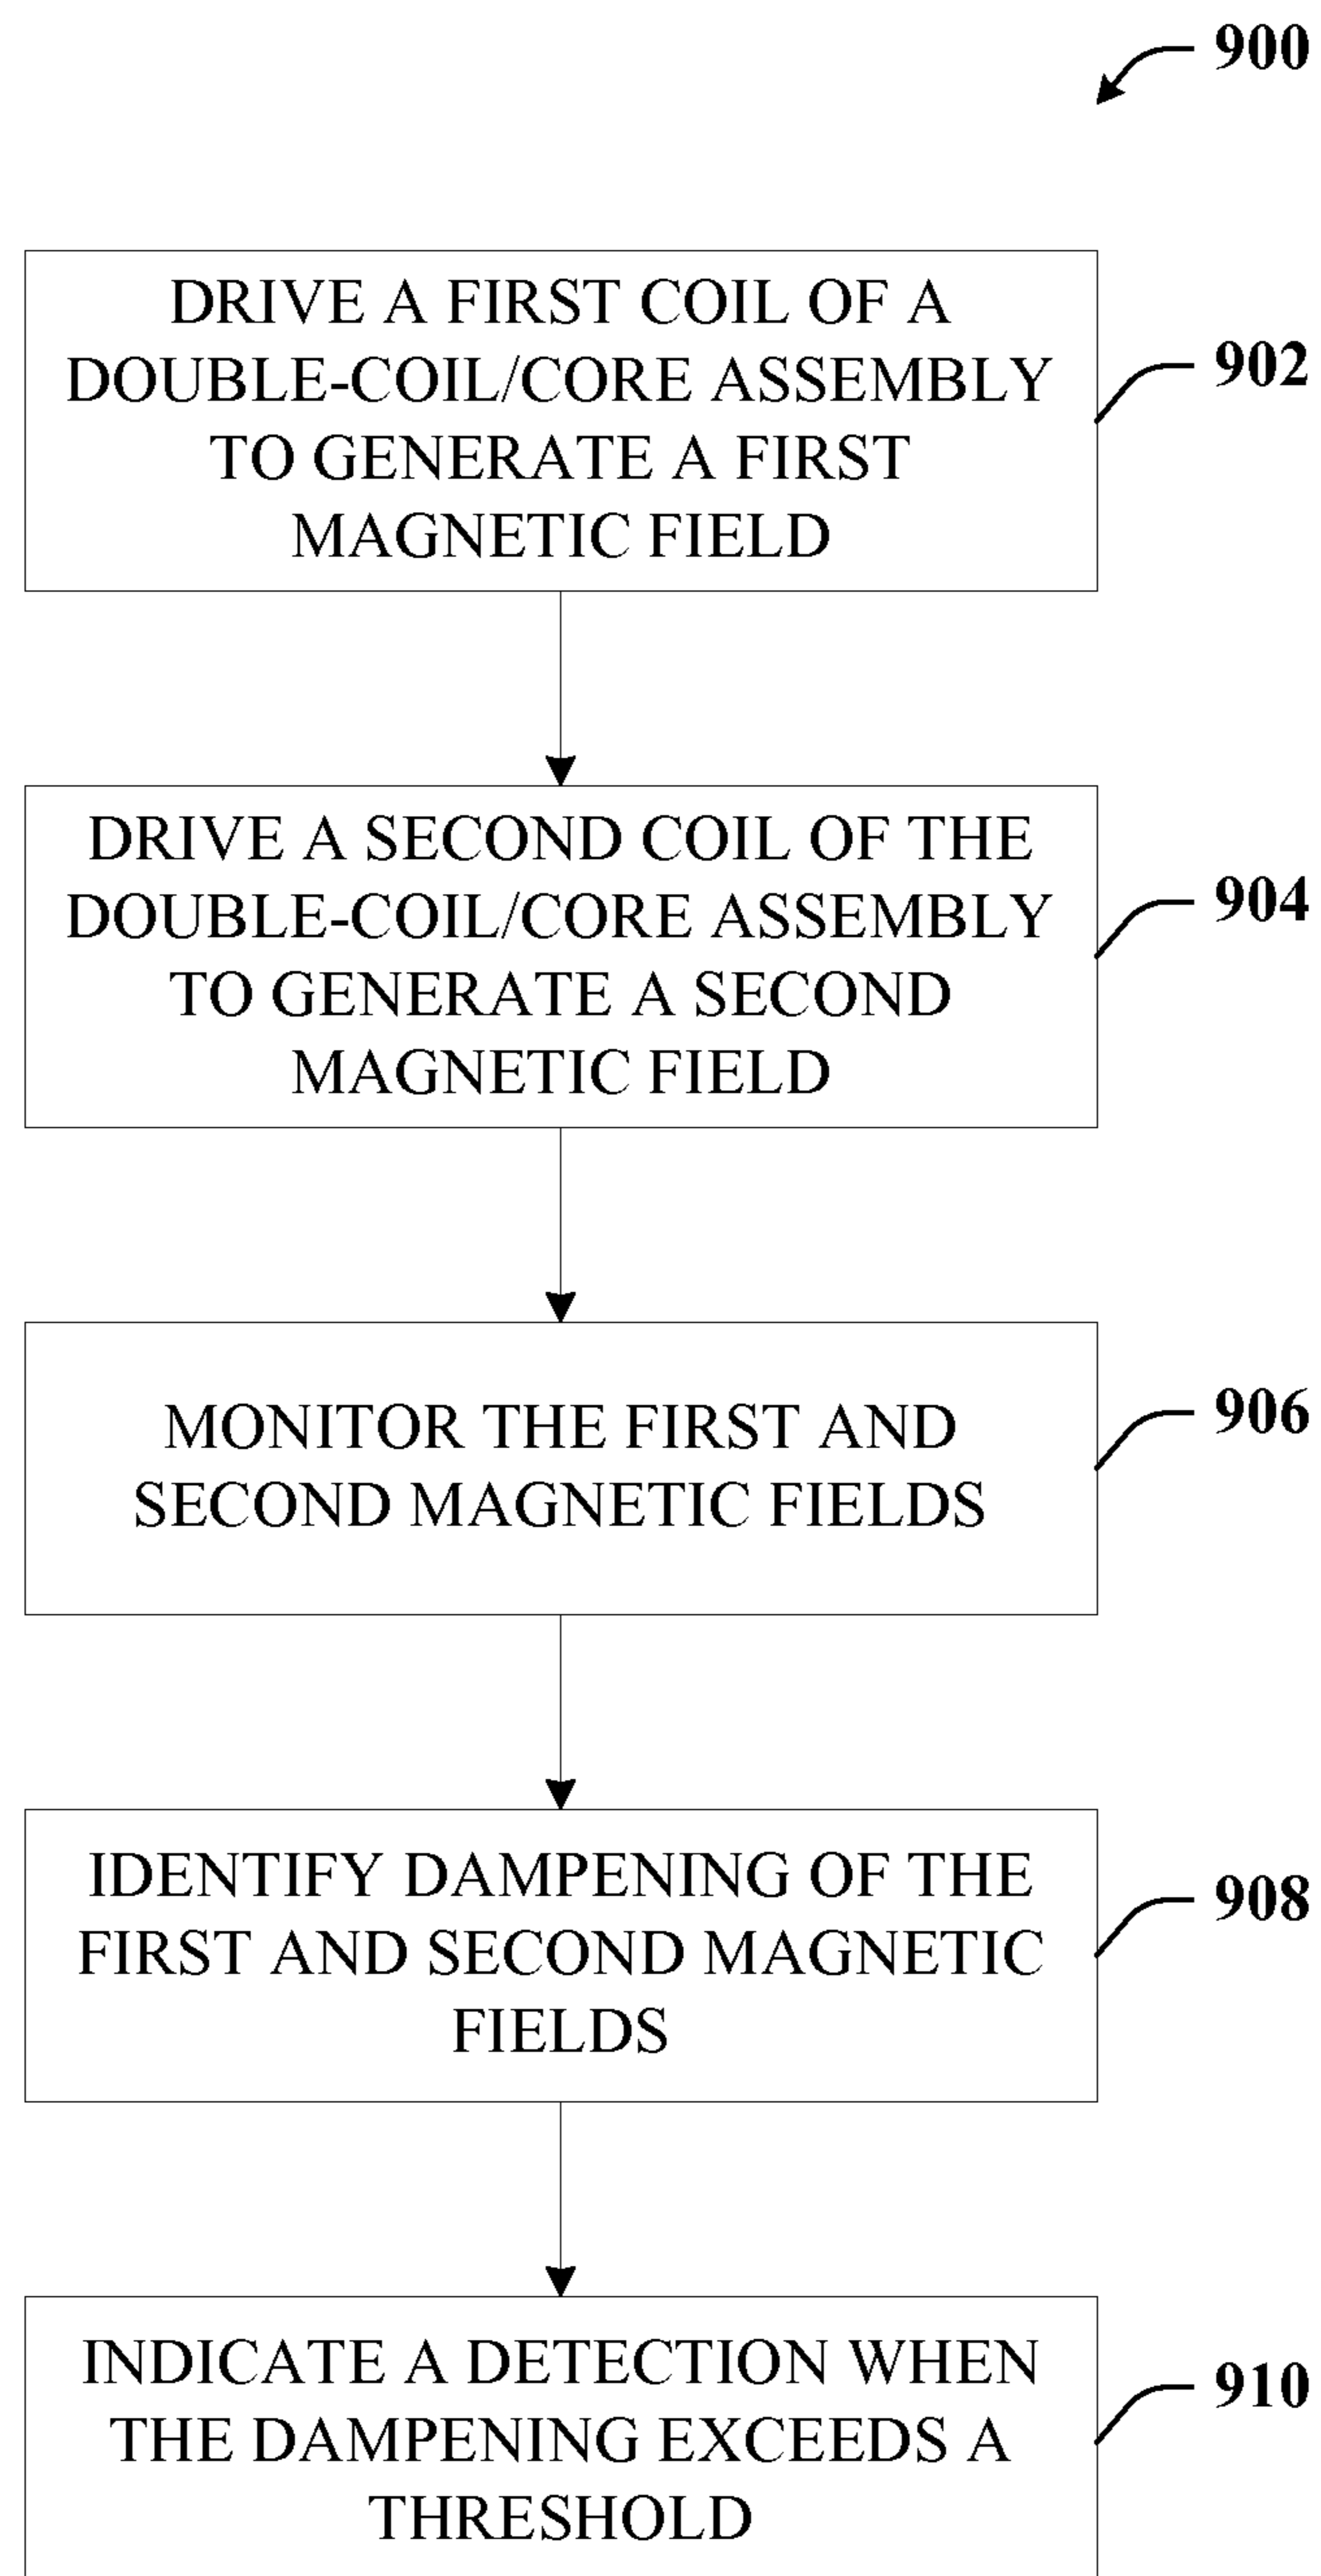 900
DRIVE A FIRST COIL OF A
DOUBLE-COIL/CORE ASSEMBLY
TO GENERATE A FIRST
MAGNETIC FIELD
902
DRIVE A SECOND COIL OF THE
DOUBLE-COIL/CORE ASSEMBLY
TO GENERATE A SECOND
MAGNETIC FIELD
904
MONITOR THE FIRST AND
SECOND MAGNETIC FIELDS
906
IDENTIFY DAMPENING OF THE
FIRST AND SECOND MAGNETIC
FIELDS
908
INDICATE A DETECTION WHEN
THE DAMPENING EXCEEDS A
THRESHOLD
910